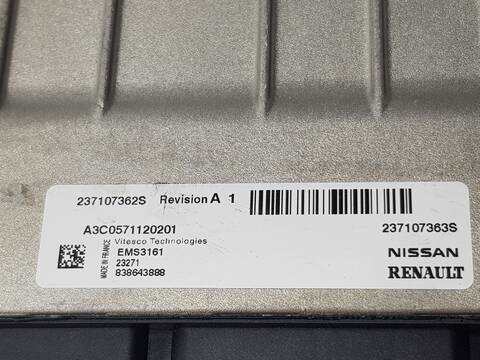 237107362S Revision A 1
A3C0571120201
237107363S
Vitesco Technologies
MADE IN FRANCE
EMS3161
23271
838643888
NISSAN
RENAULT